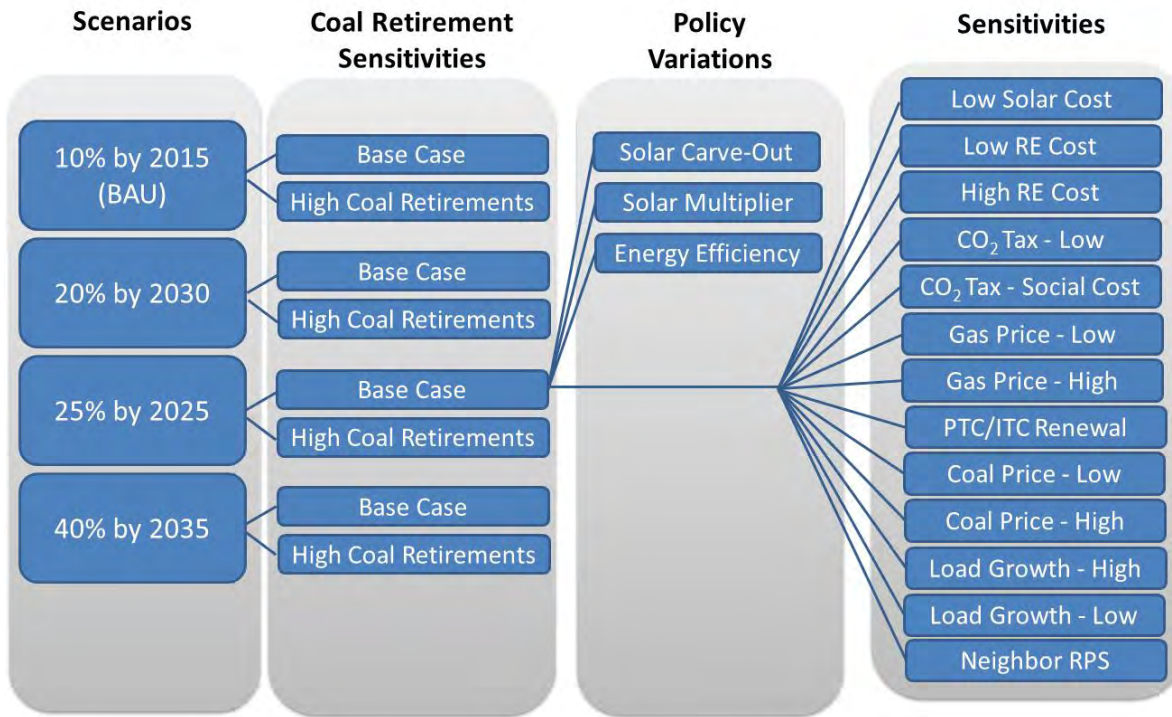 Scenarios
Coal Retirement
Sensitivities
Policy
Variations
Sensitivities
10% by 2015
(BAU)
20% by 2030
25% by 2025
40% by 2035
Base Case
High Coal Retirements
Base Case
High Coal Retirements
Base Case
High Coal Retirements
Base Case
High Coal Retirements
Solar Carve-Out
Solar Multiplier
Energy Efficiency
Low Solar Cost
Low RE Cost
High RE Cost
CO₂ Tax - Low
CO₂ Tax - Social Cost
Gas Price - Low
Gas Price - High
PTC/ITC Renewal
Coal Price - Low
Coal Price - High
Load Growth - High
Load Growth - Low
Neighbor RPS